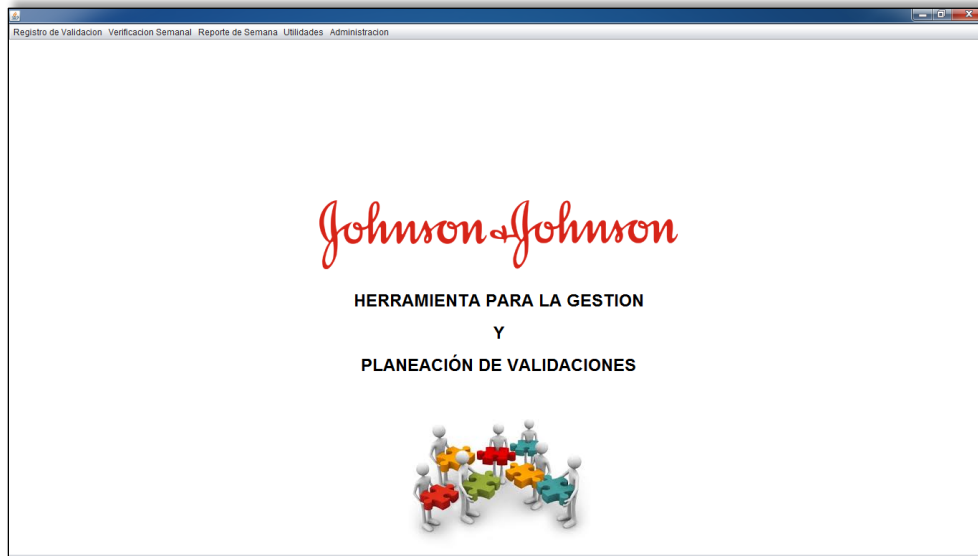 Registro de Validacion Verificacion Semanal Reporte de Semana Utilidades Administracion
Johnson & Johnson
HERRAMIENTA PARA LA GESTION
Y
PLANEACIÓN DE VALIDACIONES